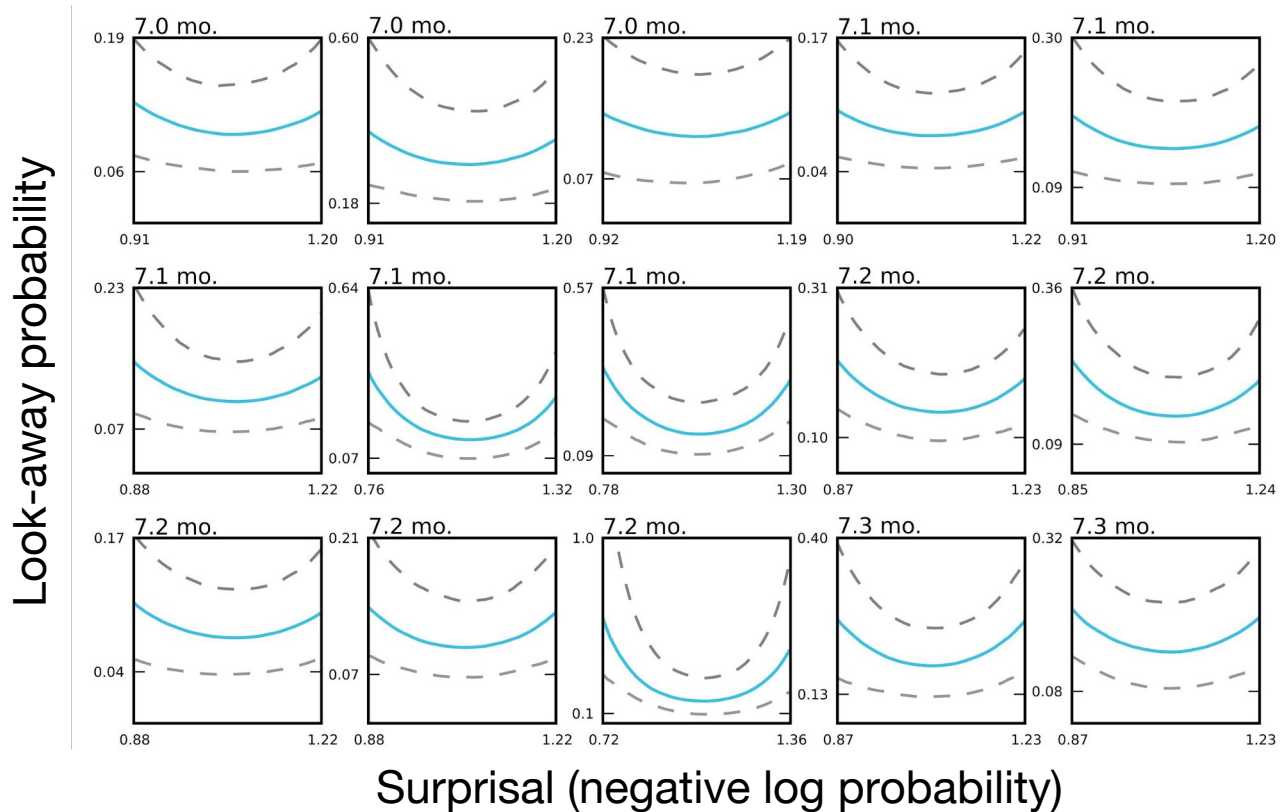 Look-away probability
7.0 mo. 7.0 mo. 7.0 mo. 7.1 mo. 7.1 mo.
0.19 0.60 0.23 0.17 0.30
0.06 0.18 0.07 0.04 0.09
0.91 1.20 0.91 1.20 0.92 1.19 0.90 1.22 0.91 1.20
7.1 mo. 7.1 mo. 7.1 mo. 7.2 mo. 7.2 mo.
0.23 0.64 0.57 0.31 0.36
0.07 0.07 0.09 0.10 0.09
0.88 1.22 0.76 1.32 0.78 1.30 0.87 1.23 0.85 1.24
7.2 mo. 7.2 mo. 7.2 mo. 7.3 mo. 7.3 mo.
0.17 0.21 1.0 0.40 0.32
0.04 0.07 0.1 0.13 0.08
0.88 1.22 0.88 1.22 0.72 1.36 0.87 1.23 0.87 1.23
Surprisal (negative log probability)